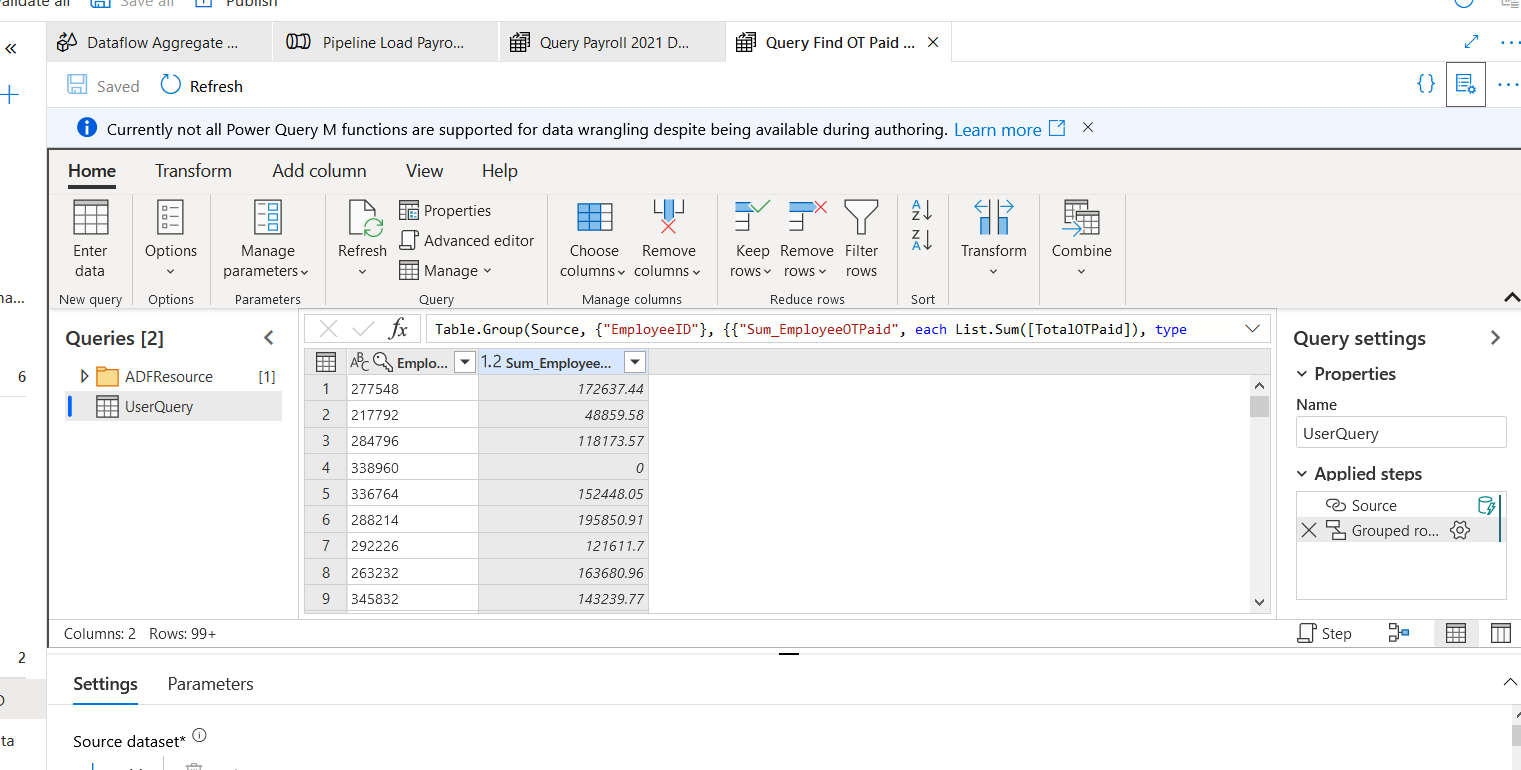 Save all
Publish
Dataflow Aggregate ...
Pipeline Load Payro...
Query Payroll 2021 D...
Query Find OT Paid ...
Saved
Refresh
{}
Currently not all Power Query M functions are supported for data wrangling despite being available during authoring. Learn more
Home
Transform
Add column
View
Help
Enter
data
New query
Options
Options
Manage
parameters
Parameters
Refresh
Properties
Advanced editor
Manage
Query
Choose
columns
Remove
columns
Manage columns
Keep
rows
Remove
rows
Filter
rows
Reduce rows
Sort
Transform
Combine
Queries [2]
ADFResource [1]
UserQuery
6
2
fx
Table.Group(Source, {"EmployeeID"}, {{"Sum_EmployeeOTPaid", each List.Sum([TotalOTPaid]), type
Emplo... 1.2 Sum_Employee...
1 277548 172637.44
2 217792 48859.58
3 284796 118173.57
4 338960 0
5 336764 152448.05
6 288214 195850.91
7 292226 121611.7
8 263232 163680.96
9 345832 143239.77
Query settings
Properties
Name
UserQuery
Applied steps
Source
Grouped ro...
Columns: 2 Rows: 99+
Step
Settings
Parameters
Source dataset*